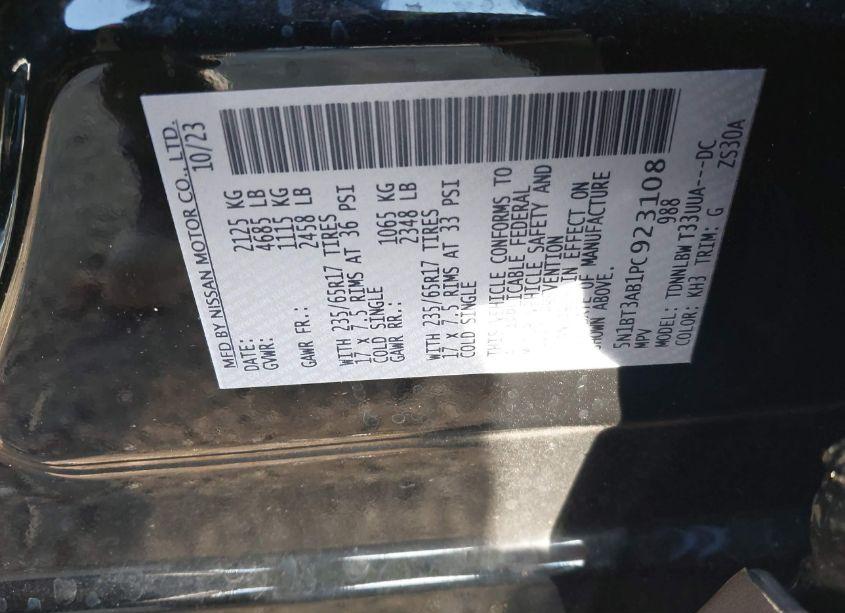 MFD BY NISSAN MOTOR CO., LTD.
DATE: 10/23
GVWR: 2125 KG
4685 LB
GAWR FR.: 1115 KG
2458 LB
WITH 235/65R17 TIRES
17 X 7.5 RIMS AT 36 PSI
COLD SINGLE
GAWR RR.: 1065 KG
2348 LB
WITH 235/65R17 TIRES
17 X 7.5 RIMS AT 33 PSI
COLD SINGLE
THIS VEHICLE CONFORMS TO
FEDERAL
VEHICLE SAFETY AND
IN EFFECT ON
OF MANUFACTURE
SHOWN ABOVE.
5N1BT3AB1PC923108
MPV 988
MODEL: TDNNLBWT33UUA---DC
COLOR: KH3 TRIM: G ZS30A